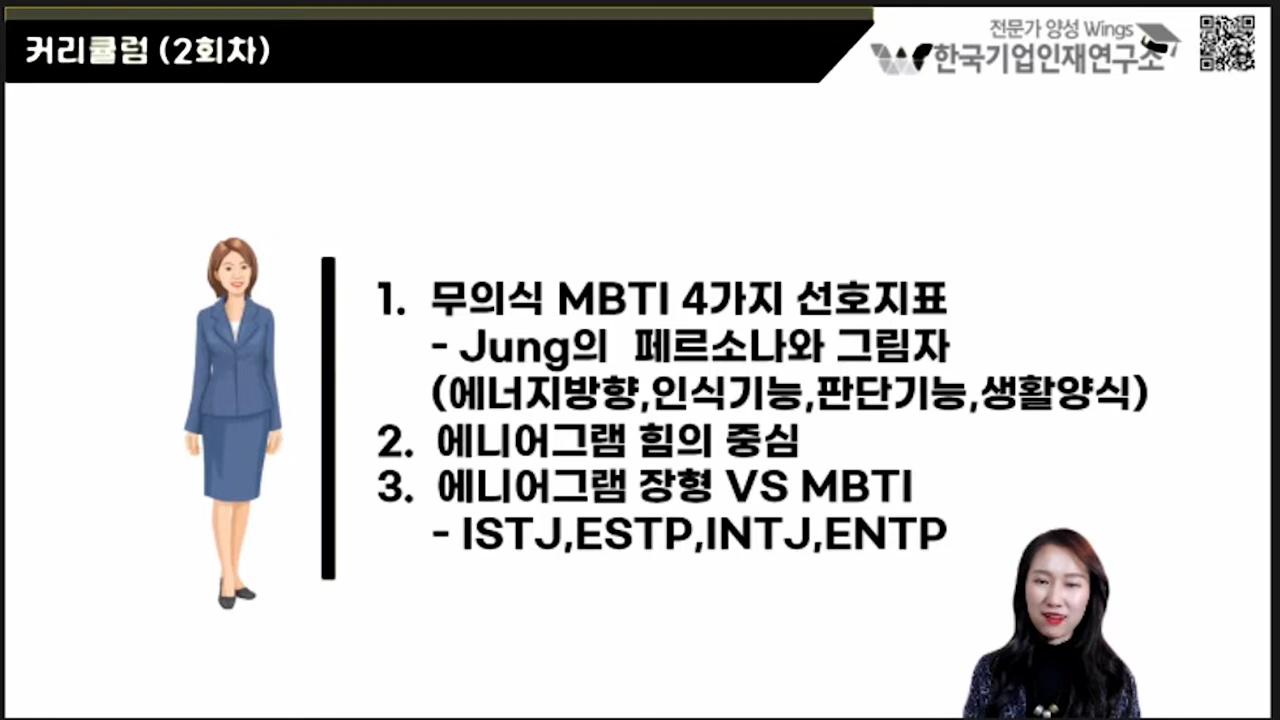 커리큘럼 (2회차)
전문가 양성 Wings
한국기업인재연구소
1. 무의식 MBTI 4가지 선호지표
- Jung의 페르소나와 그림자
(에너지방향,인식기능,판단기능,생활양식)
2. 에니어그램 힘의 중심
3. 에니어그램 장형 VS MBTI
- ISTJ,ESTP,INTJ,ENTP